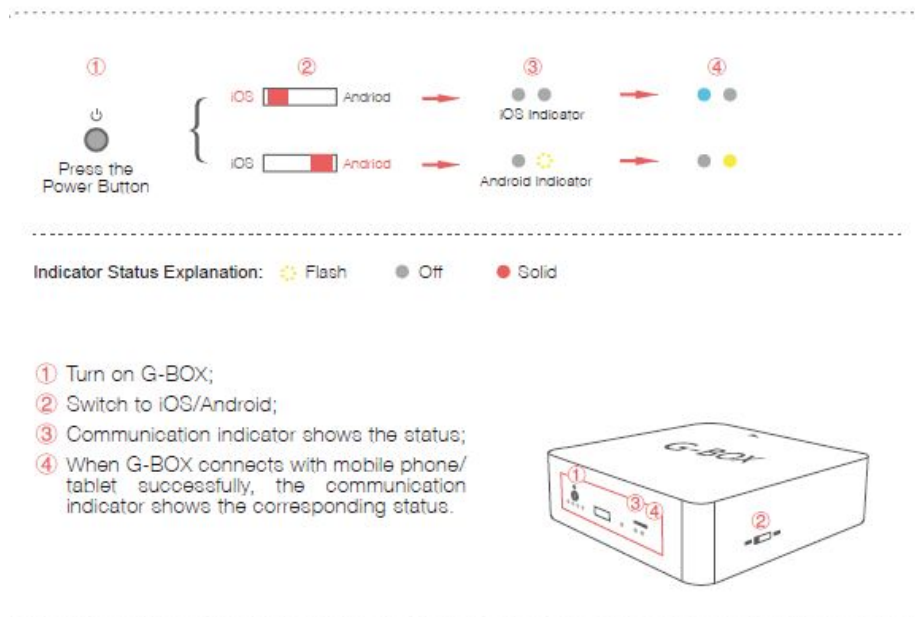 ① ② ③ ④
iOS Andriod
iOS Indicator
Press the
Power Button
iOS Andriod
Android Indicator
Indicator Status Explanation: Flash Off Solid
① Turn on G-BOX;
② Switch to iOS/Android;
③ Communication indicator shows the status;
④ When G-BOX connects with mobile phone/
tablet successfully, the communication
indicator shows the corresponding status.
G-BOX
①
③④
②